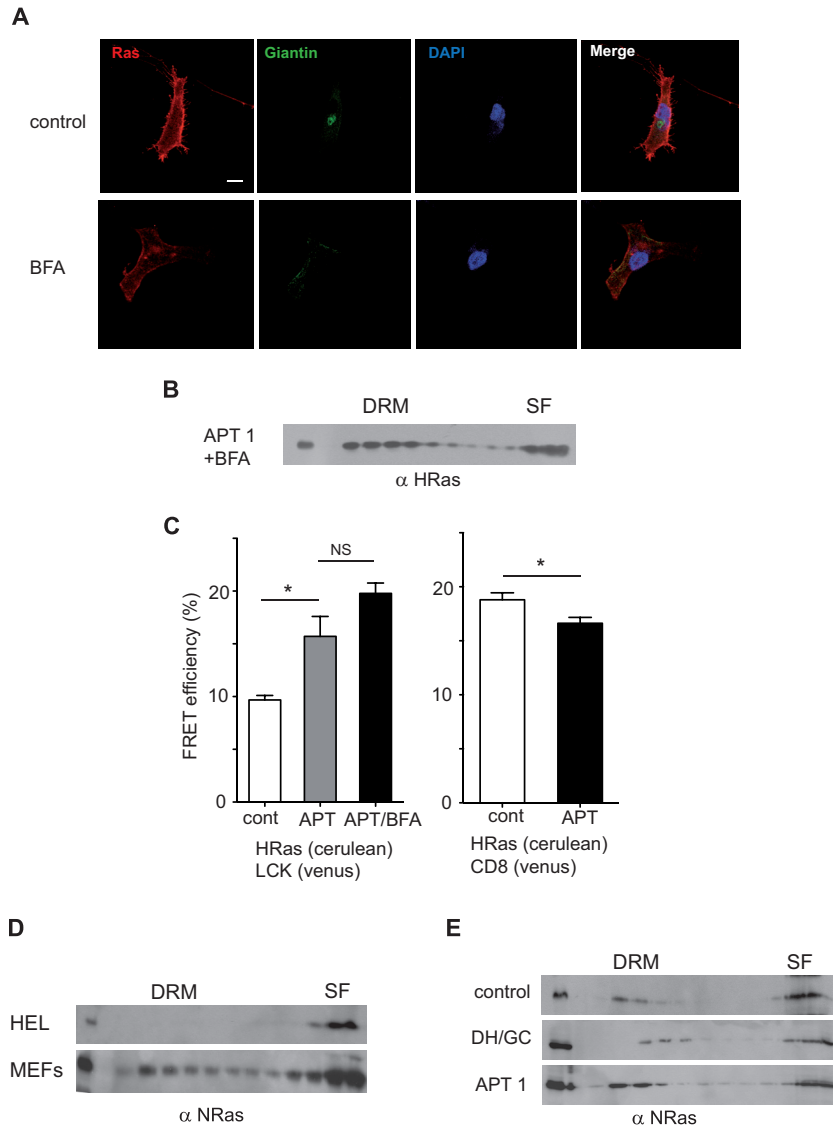 A
Ras Giantin DAPI Merge
control
BFA
B
DRM SF
APT 1
+BFA
α HRas
C
FRET efficiency (%)
NS
*
20
10
0
cont APT APT/BFA
HRas (cerulean)
LCK (venus)
*
20
10
0
cont APT
HRas (cerulean)
CD8 (venus)
D
DRM SF
HEL
MEFs
α NRas
E
DRM SF
control
DH/GC
APT 1
α NRas